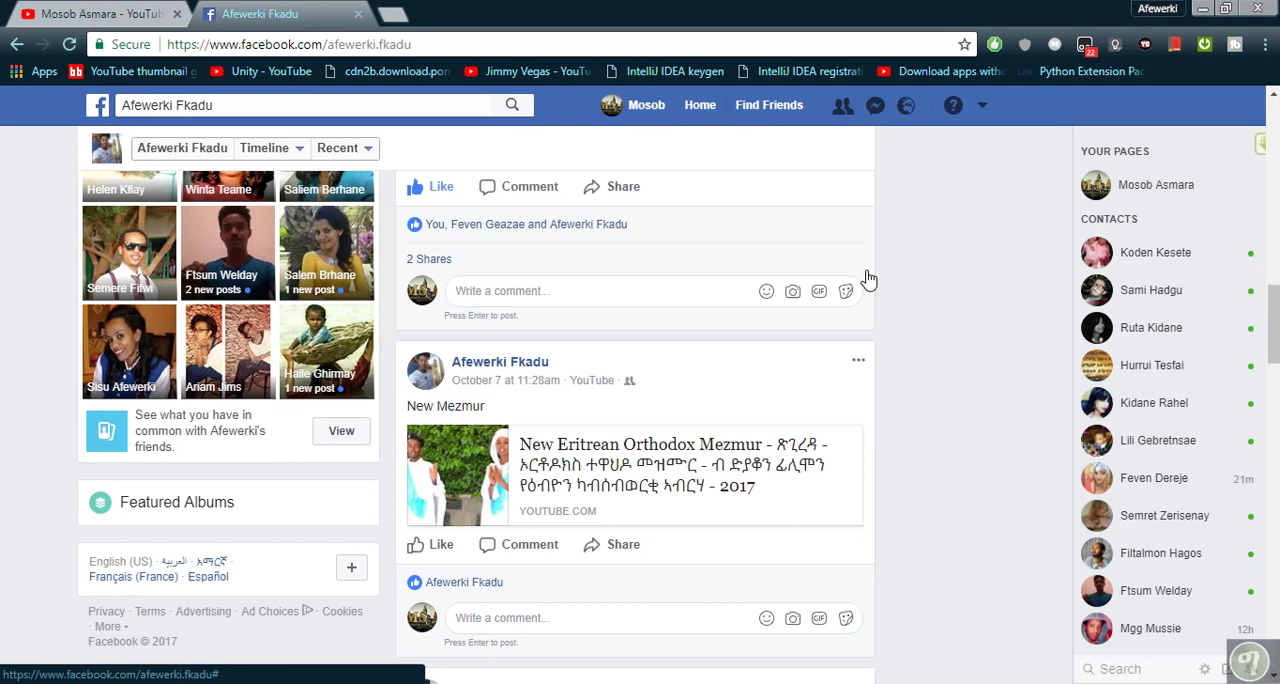 Mosob Asmara - YouTub
Afewerki Fkadu
Afewerki
Secure
https://www.facebook.com/afewerki.fkadu
22
Apps
YouTube thumbnail g
Unity - YouTube
cdn2b.download.por
Jimmy Vegas - YouTu
IntelliJ IDEA keygen
IntelliJ IDEA registrat
Download apps with
Python Extension Pac
Afewerki Fkadu
Mosob
Home
Find Friends
Afewerki Fkadu
Timeline
Recent
Helen Kflay
Winta Teame
Saliem Berhane
Semere Fitwi
Ftsum Welday
2 new posts
Salem Brhane
1 new post
Sisu Afewerki
Ariam Jims
Haile Ghirmay
1 new post
See what you have in
common with Afewerki's
friends.
View
Featured Albums
English (US) · العربية · አማርኛ ·
Français (France) · Español
Privacy · Terms · Advertising · Ad Choices · Cookies
· More
Facebook © 2017
Like
Comment
Share
You, Feven Geazae and Afewerki Fkadu
2 Shares
Write a comment...
GIF
Press Enter to post.
Afewerki Fkadu
October 7 at 11:28am · YouTube ·
New Mezmur
New Eritrean Orthodox Mezmur - ጽጊረዳ -
ኦርቶዶክስ ተዋህዶ መዝሙር - ብ ድያቆን ፊሊሞን
YOUTUBE.COM
Like
Comment
Share
Afewerki Fkadu
Write a comment...
GIF
Press Enter to post.
YOUR PAGES
Mosob Asmara
CONTACTS
Koden Kesete
Sami Hadgu
Ruta Kidane
Hurrui Tesfai
Kidane Rahel
Lili Gebretnsae
Feven Dereje
21m
Semret Zerisenay
Filtalmon Hagos
Ftsum Welday
Mgg Mussie
12h
Search
https://www.facebook.com/afewerki.fkadu#